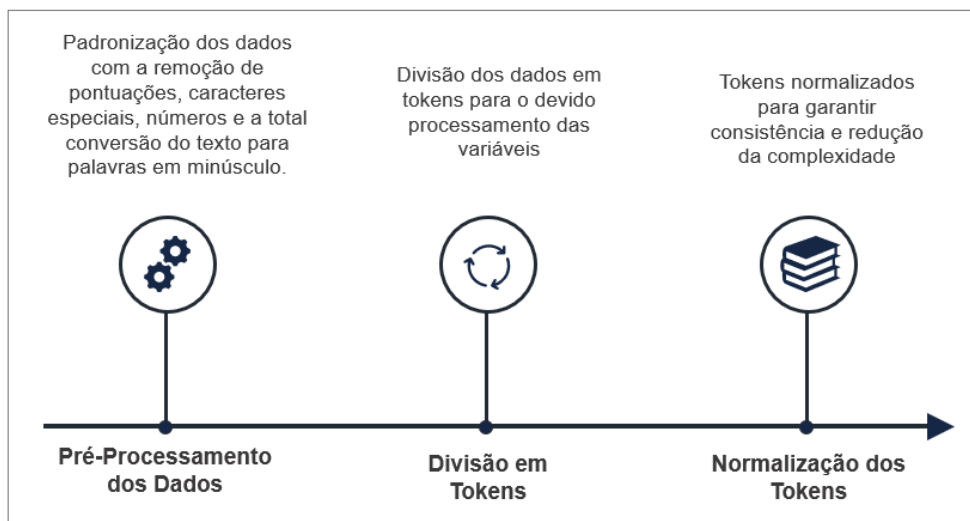 Padronização dos dados
com a remoção de
pontuações, caracteres
especiais, números e a total
conversão do texto para
palavras em minúsculo.
Divisão dos dados em
tokens para o devido
processamento das
variáveis
Tokens normalizados
para garantir
consistência e redução
da complexidade
Pré-Processamento
dos Dados
Divisão em
Tokens
Normalização dos
Tokens